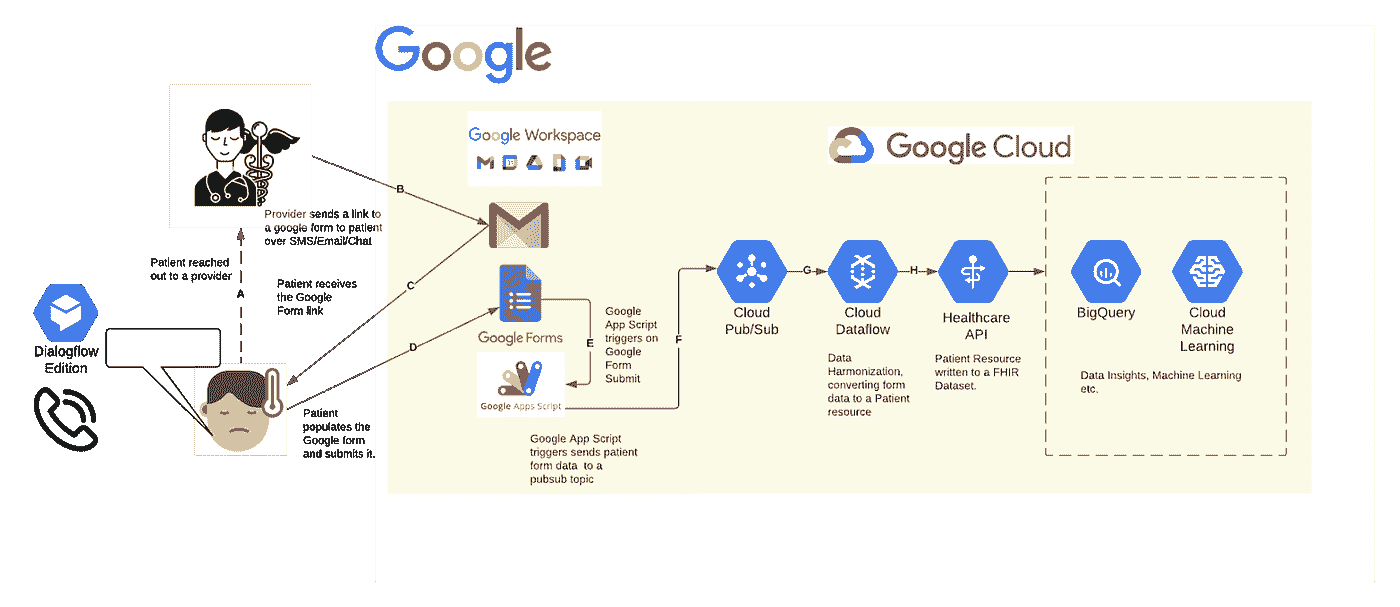 Google
Google Workspace
Google Cloud
B
Provider sends a link to
a google form to patient
over SMS/Email/Chat
Patient reached
out to a provider
A
Patient receives
the Google
Form link
C
Dialogflow
Edition
D
Patient
populates the
Google form
and submits it.
Google Forms
E
Google
App Script
triggers on
Google
Form
Submit
Google Apps Script
Google App Script
triggers sends patient
form data to a
pubsub topic
F
Cloud
Pub/Sub
G
Cloud
Dataflow
Data
Harmonization,
converting form
data to a Patient
resource
H
Healthcare
API
Patient Resource
written to a FHIR
Dataset.
BigQuery
Cloud
Machine
Learning
Data Insights, Machine Learning
etc.